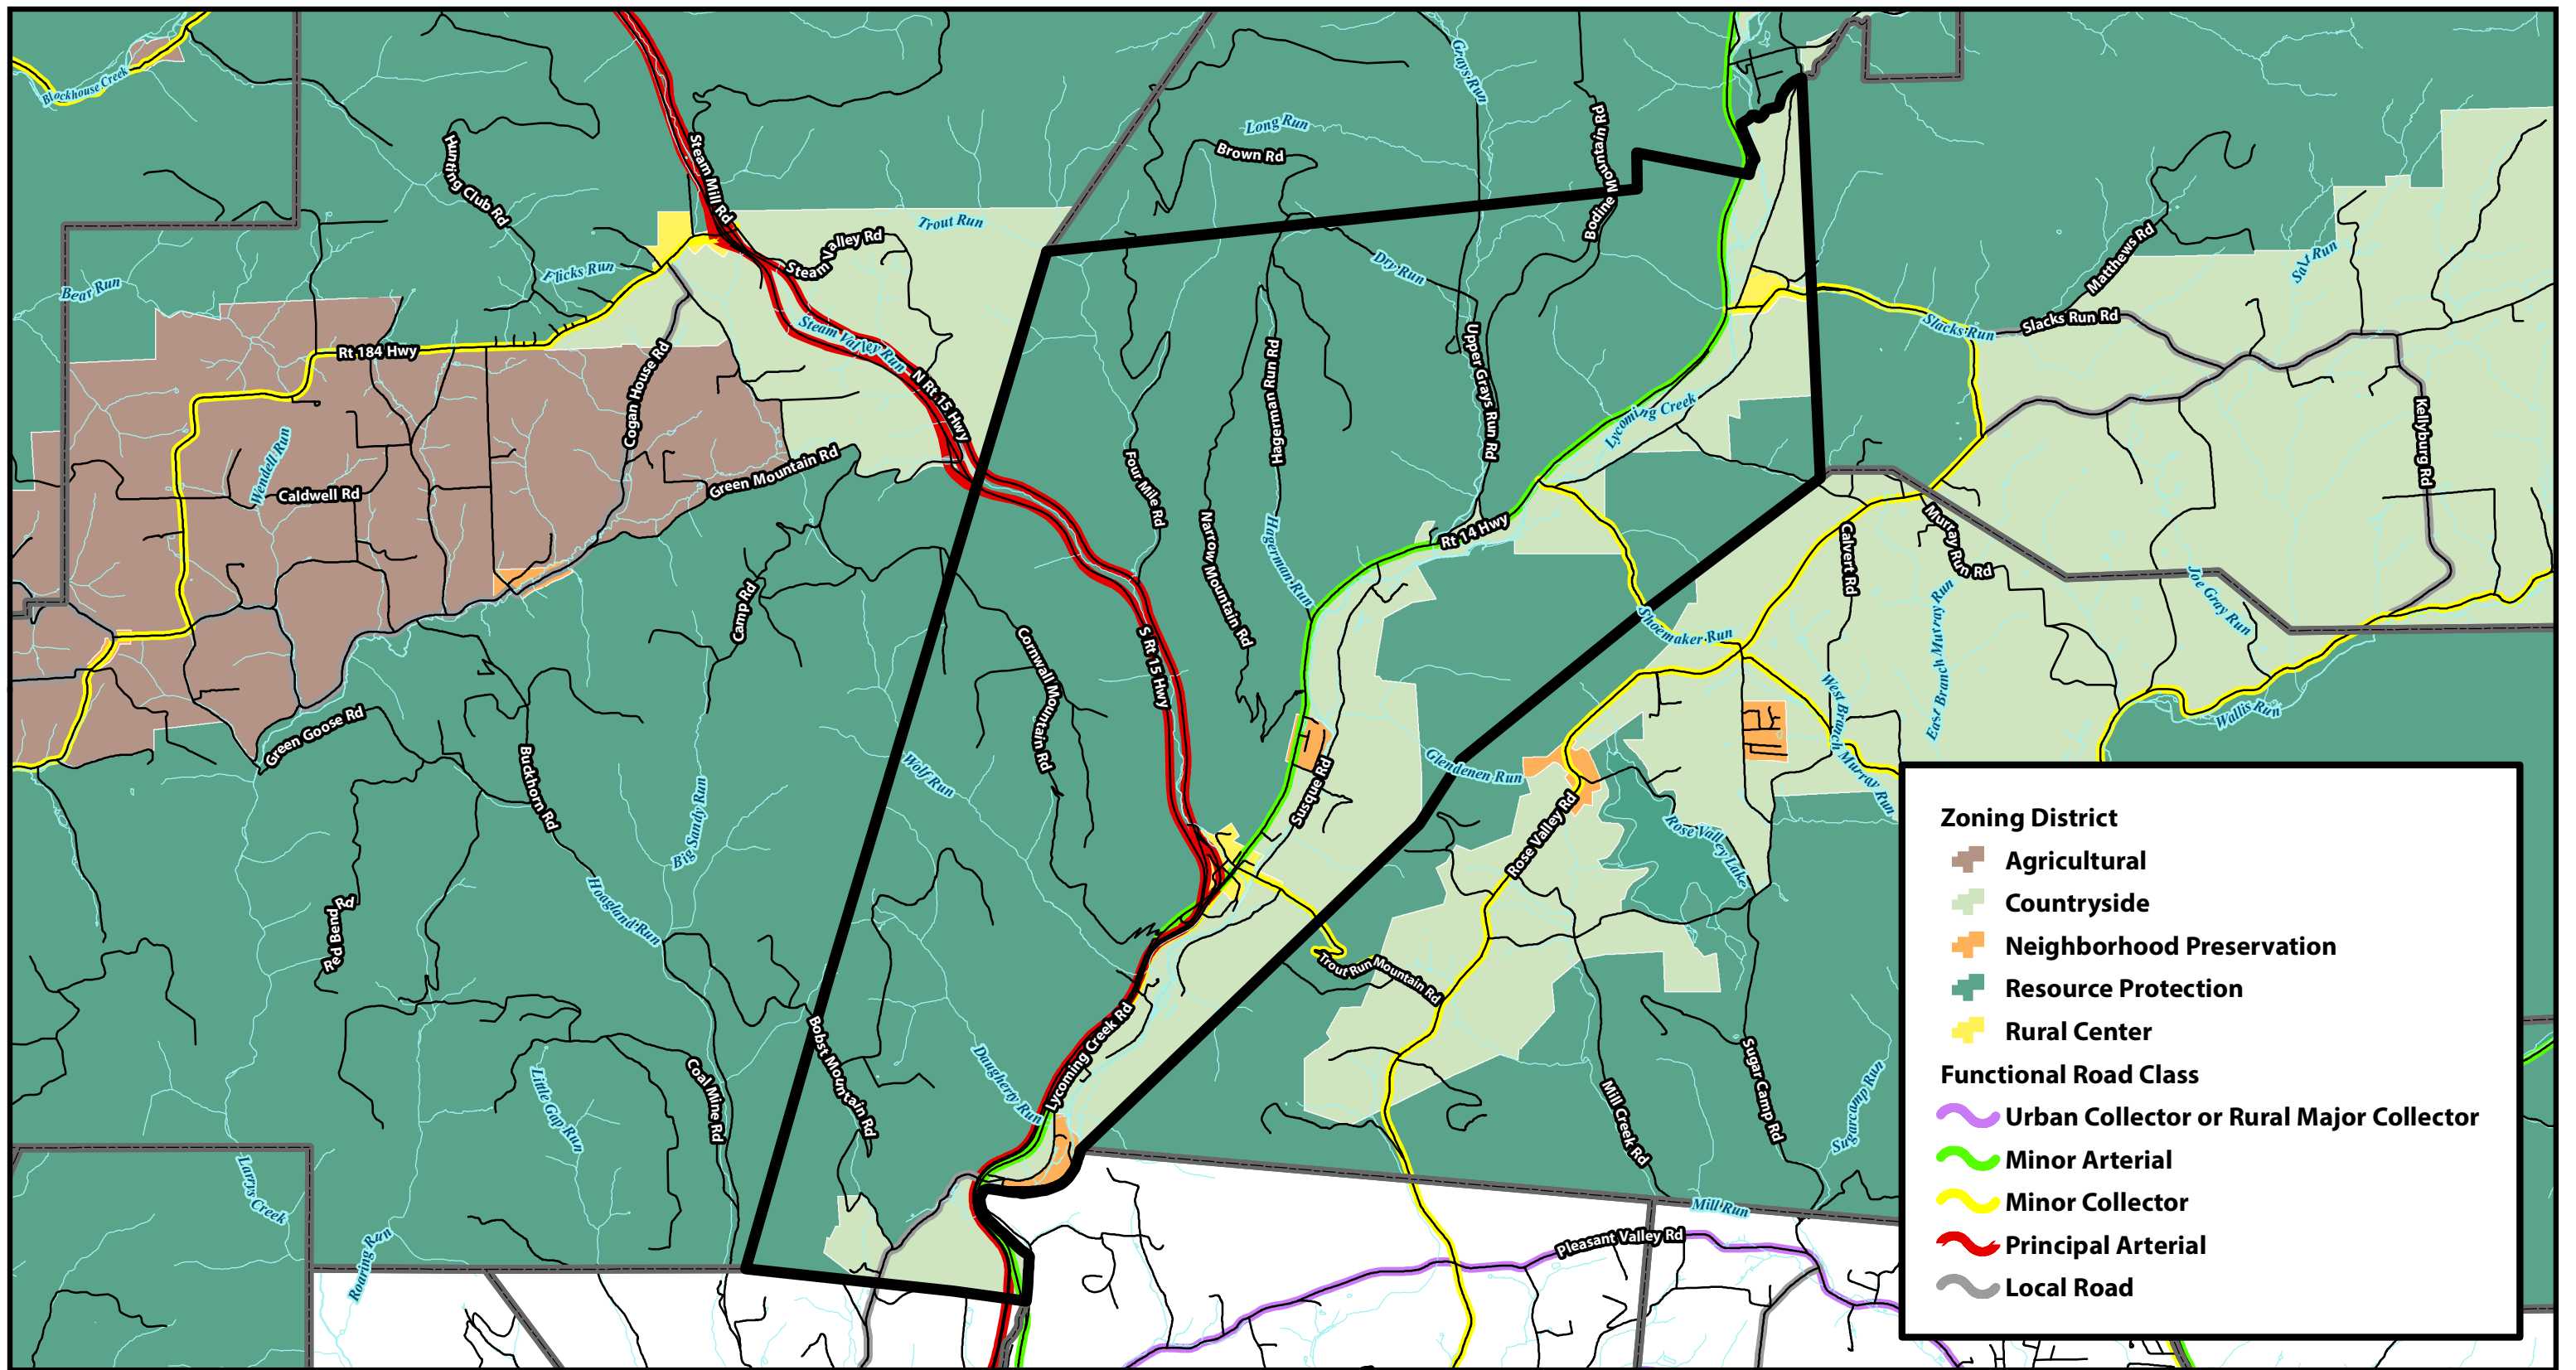 Blockhouse Creek
Grays Run
Steam Mill Rd
Hunting Club Rd
Long Run
Brown Rd
Bodine Mountain Rd
Trout Run
Steam Valley Rd
Matthews Rd
Salt Run
Flicks Run
Dry Run
Bear Run
Slacks Run
Slacks Run Rd
Steam Valley Run
Rt 184 Hwy
Upper Grays Run Rd
Hagerman Run Rd
Cogan House Rd
N Rt 15 Hwy
Lycoming Creek
Kellyburg Rd
Wendell Run
Caldwell Rd
Green Mountain Rd
Four Mile Rd
Narrow Mountain Rd
Hagerman Run
Rt 14 Hwy
Calvert Rd
Murray Run Rd
Joe Gray Run
Camp Rd
Cornwall Mountain Rd
S Rt 15 Hwy
Shoemaker Run
East Branch Murray Run
West Branch Murray Run
Wallis Run
Green Goose Rd
Buckhorn Rd
Big Sandy Run
Wolf Run
Susque Rd
Glendenen Run
Rose Valley Rd
Rose Valley Lake
Red Bend Rd
Hoagland Run
Trout Run Mountain Rd
Lycoming Creek Rd
Bobst Mountain Rd
Daugherty Run
Coal Mine Rd
Little Gap Run
Mill Creek Rd
Sugar Camp Rd
Sugarcamp Run
Larrys Creek
Roaring Run
Mill Run
Pleasant Valley Rd
Zoning District
Agricultural
Countryside
Neighborhood Preservation
Resource Protection
Rural Center
Functional Road Class
Urban Collector or Rural Major Collector
Minor Arterial
Minor Collector
Principal Arterial
Local Road